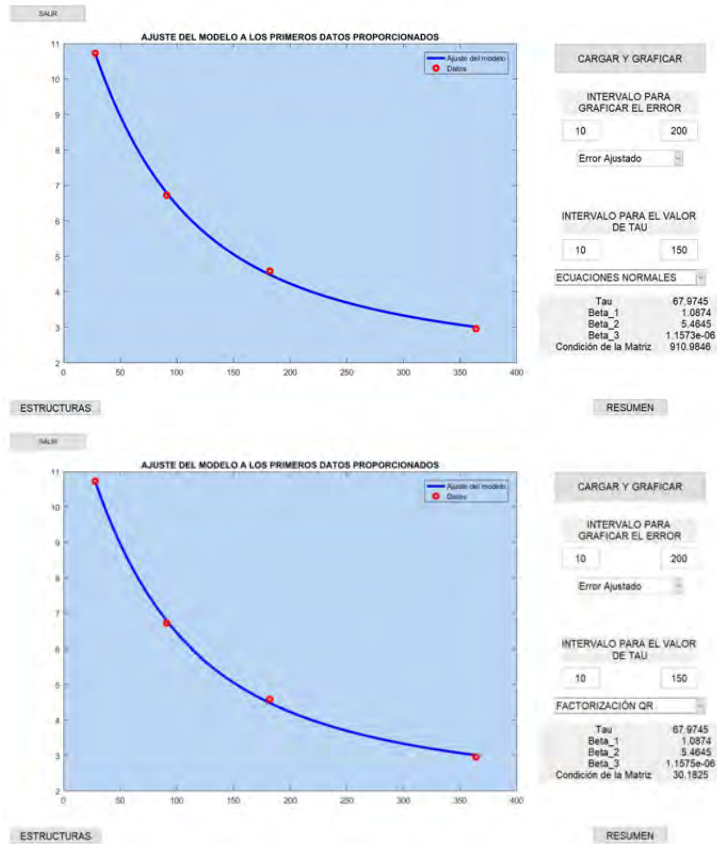 SALIR
AJUSTE DEL MODELO A LOS PRIMEROS DATOS PROPORCIONADOS
Ajuste del modelo
Datos
11
10
9
8
7
6
5
4
3
2
0 50 100 150 200 250 300 350 400
CARGAR Y GRAFICAR
INTERVALO PARA
GRAFICAR EL ERROR
10 200
Error Ajustado
INTERVALO PARA EL VALOR
DE TAU
10 150
ECUACIONES NORMALES
Tau 67.9745
Beta_1 1.0874
Beta_2 5.4645
Beta_3 1.1573e-06
Condición de la Matriz 910.9846
ESTRUCTURAS
RESUMEN
SALIR
AJUSTE DEL MODELO A LOS PRIMEROS DATOS PROPORCIONADOS
Ajuste del modelo
Datos
11
10
9
8
7
6
5
4
3
2
0 50 100 150 200 250 300 350 400
CARGAR Y GRAFICAR
INTERVALO PARA
GRAFICAR EL ERROR
10 200
Error Ajustado
INTERVALO PARA EL VALOR
DE TAU
10 150
FACTORIZACIÓN QR
Tau 67.9745
Beta_1 1.0874
Beta_2 5.4645
Beta_3 1.1575e-06
Condición de la Matriz 30.1825
ESTRUCTURAS
RESUMEN